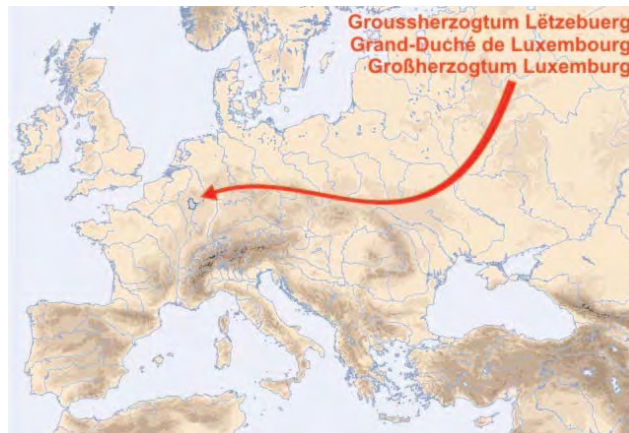 Groussherzogtum Lëtzebuerg
Grand-Duché de Luxembourg
Großherzogtum Luxemburg